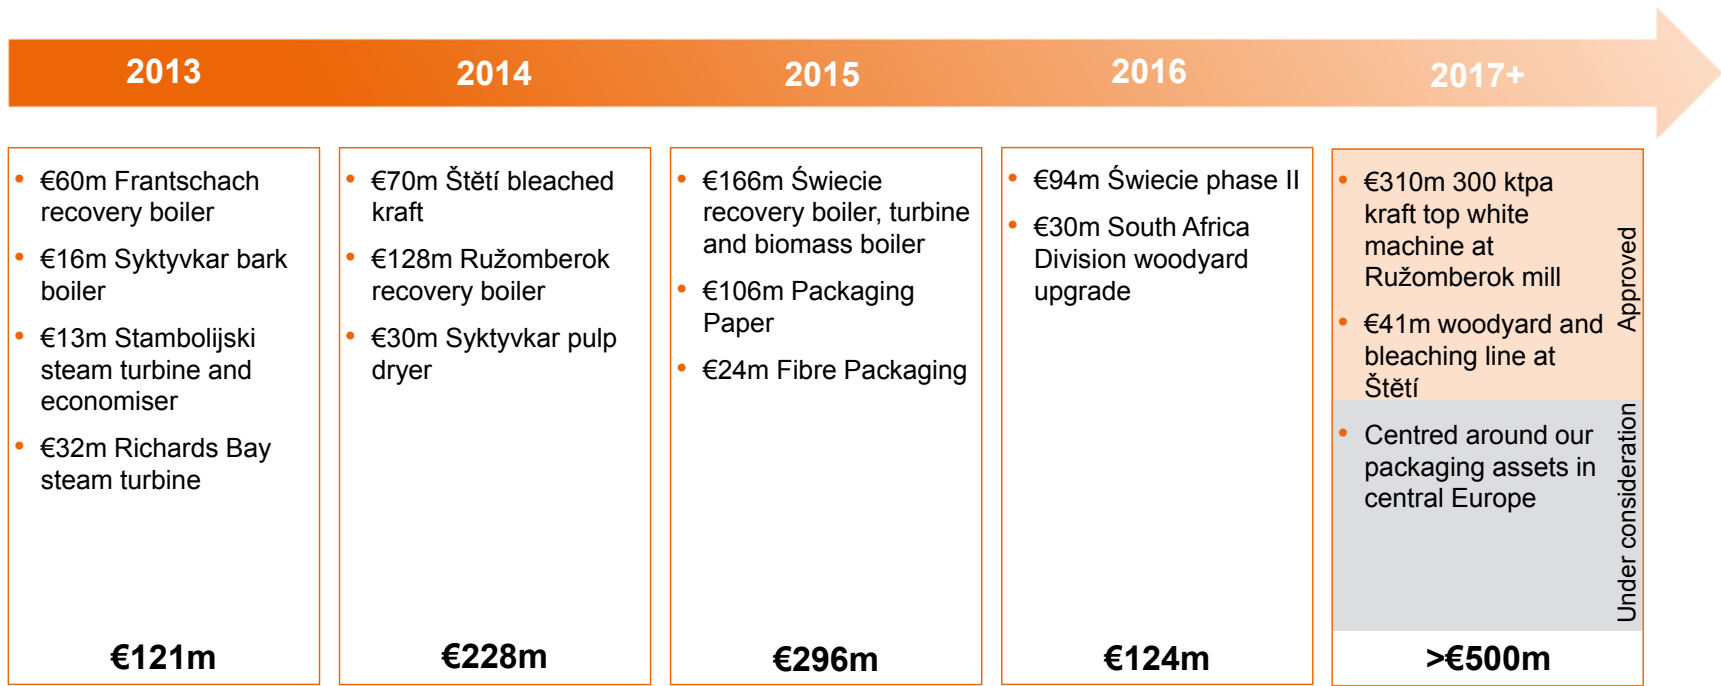 2013
2014
2015
2016
2017+
• €60m Frantschach
recovery boiler
• €16m Syktyvkar bark
boiler
• €13m Stambolijski
steam turbine and
economiser
• €32m Richards Bay
steam turbine
€121m
• €70m Štětí bleached
kraft
• €128m Ružomberok
recovery boiler
• €30m Syktyvkar pulp
dryer
€228m
• €166m Świecie
recovery boiler, turbine
and biomass boiler
• €106m Packaging
Paper
• €24m Fibre Packaging
€296m
• €94m Świecie phase II
• €30m South Africa
Division woodyard
upgrade
€124m
• €310m 300 ktpa
kraft top white
machine at
Ružomberok mill
• €41m woodyard and
bleaching line at
Štětí
Approved
• Centred around our
packaging assets in
central Europe
Under consideration
>€500m